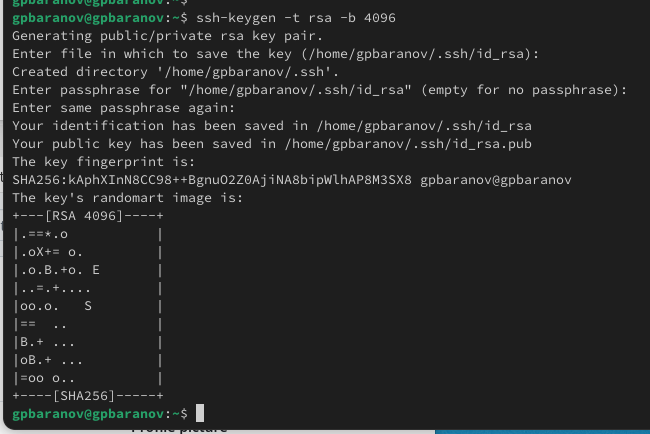 gpbaranov@gpbaranov:~$
gpbaranov@gpbaranov:~$ ssh-keygen -t rsa -b 4096
Generating public/private rsa key pair.
Enter file in which to save the key (/home/gpbaranov/.ssh/id_rsa):
Created directory '/home/gpbaranov/.ssh'.
Enter passphrase for "/home/gpbaranov/.ssh/id_rsa" (empty for no passphrase):
Enter same passphrase again:
Your identification has been saved in /home/gpbaranov/.ssh/id_rsa
Your public key has been saved in /home/gpbaranov/.ssh/id_rsa.pub
The key fingerprint is:
SHA256:kAphXInN8CC98++BgnuO2Z0AjiNA8bipWlhAP8M3SX8 gpbaranov@gpbaranov
The key's randomart image is:
+---[RSA 4096]----+
|.==*.o           |
|.oX+= o.         |
|.o.B.+o. E       |
|..=.+....        |
|oo.o.   S        |
|==  ..           |
|B.+ ...          |
|oB.+ ...         |
|=oo o..          |
+----[SHA256]-----+
gpbaranov@gpbaranov:~$
Profile picture